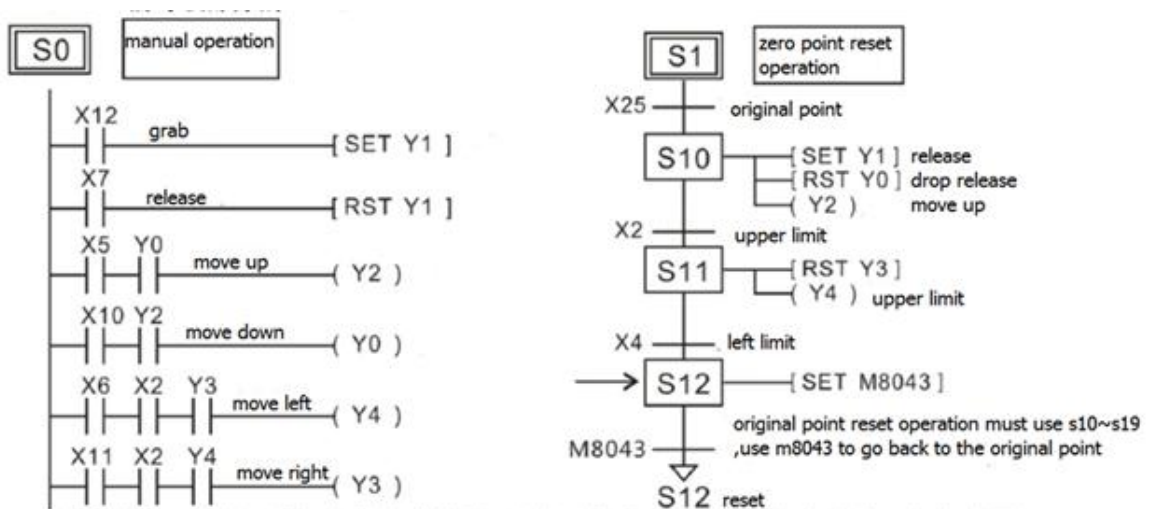 S0
manual operation
X12
grab
[SET Y1]
X7
release
[RST Y1]
X5 Y0
move up
( Y2 )
X10 Y2
move down
( Y0 )
X6 X2 Y3
move left
( Y4 )
X11 X2 Y4
move right
( Y3 )
S1
zero point reset
operation
X25
original point
S10
[SET Y1] release
[RST Y0] drop release
( Y2 ) move up
X2
upper limit
S11
[RST Y3]
( Y4 ) upper limit
X4
left limit
S12
[SET M8043]
original point reset operation must use s10~s19
M8043
,use m8043 to go back to the original point
S12 reset